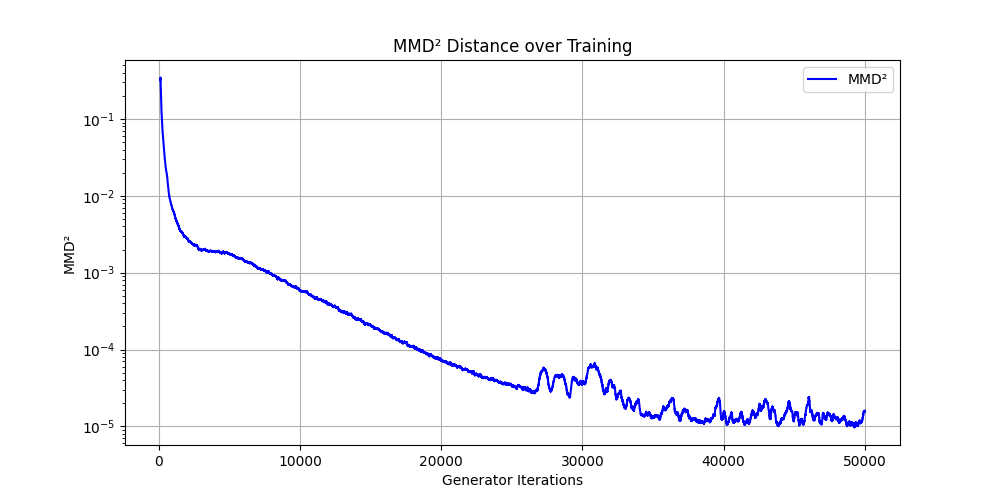 MMD² Distance over Training
MMD²
10⁻¹
10⁻²
10⁻³
10⁻⁴
10⁻⁵
MMD²
0 10000 20000 30000 40000 50000
Generator Iterations